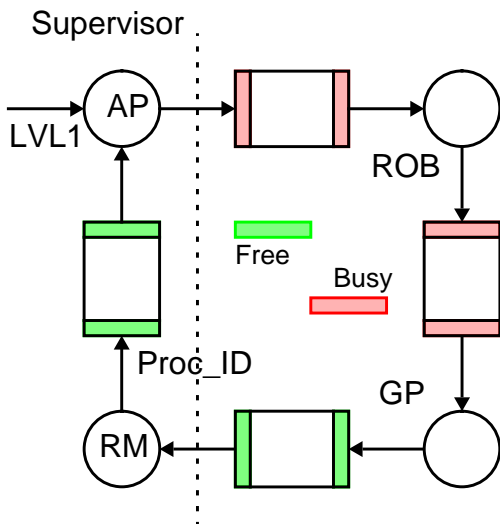 Supervisor
AP
LVL1
ROB
Free
Busy
Proc_ID
GP
RM